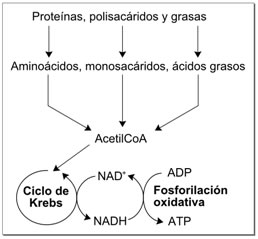 Proteínas, polisacáridos y grasas
Aminoácidos, monosacáridos, ácidos grasos
AcetilCoA
Ciclo de
Krebs
NAD⁺
NADH
ADP
Fosforilación
oxidativa
ATP